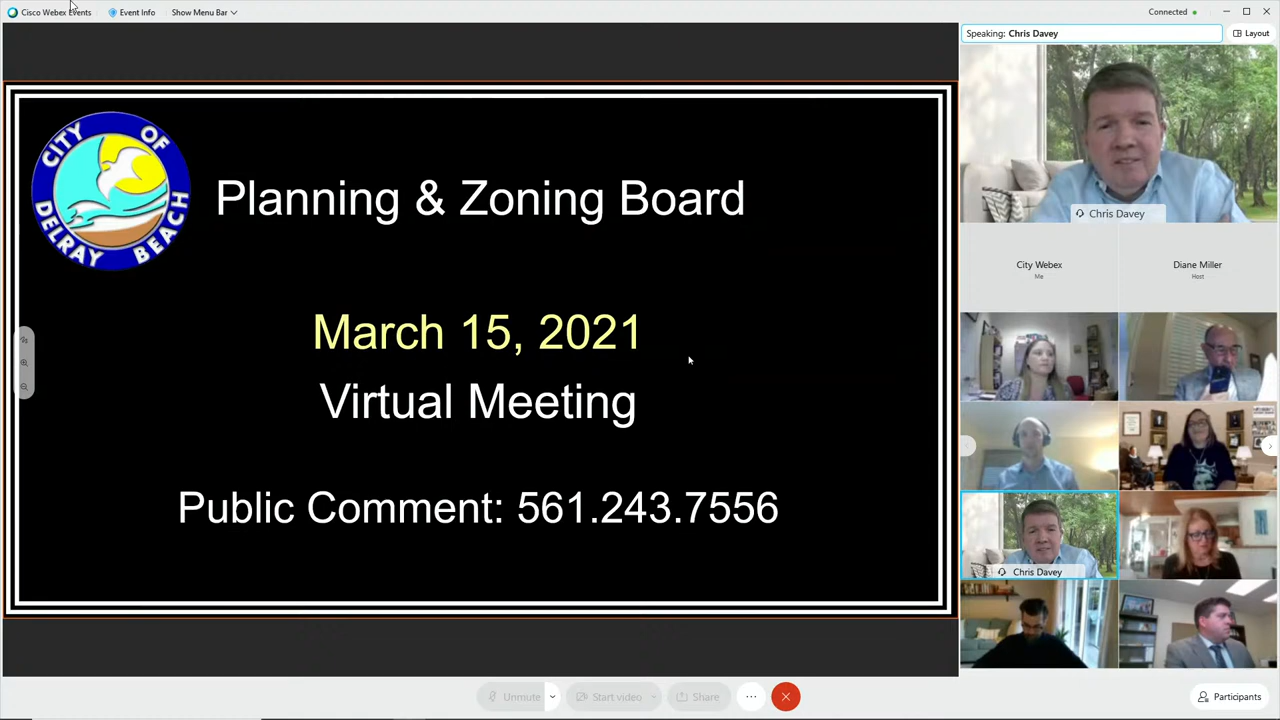 Cisco Webex Events
Event Info
Show Menu Bar
Connected
Speaking: Chris Davey
Layout
CITY OF
DELRAY BEACH
Planning & Zoning Board
March 15, 2021
Virtual Meeting
Public Comment: 561.243.7556
Chris Davey
City Webex
Me
Diane Miller
Host
Chris Davey
Unmute
Start video
Share
Participants